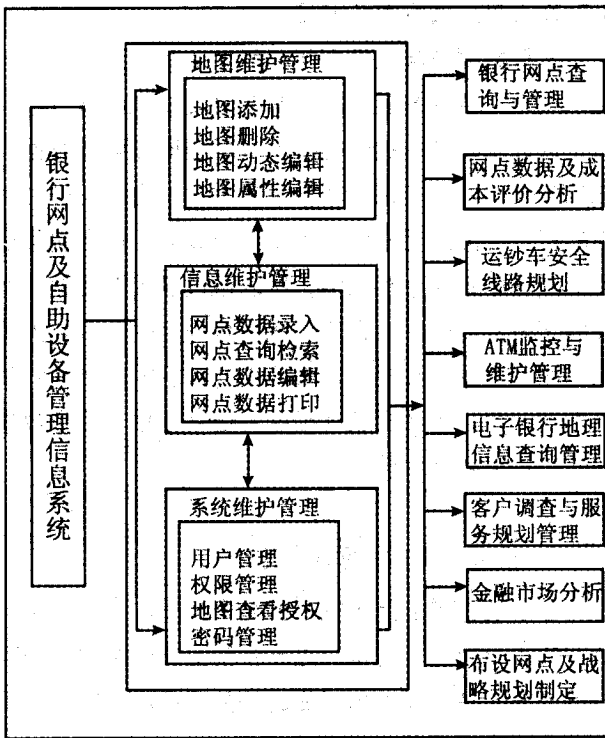 银行网点及自助设备管理信息系统
地图维护管理
地图添加
地图删除
地图动态编辑
地图属性编辑
信息维护管理
网点数据录入
网点查询检索
网点数据编辑
网点数据打印
系统维护管理
用户管理
权限管理
地图查看授权
密码管理
银行网点查
询与管理
网点数据及成
本评价分析
运钞车安全
线路规划
ATM监控与
维护管理
电子银行地理
信息查询管理
客户调查与服
务规划管理
金融市场分析
布设网点及战
略规划制定